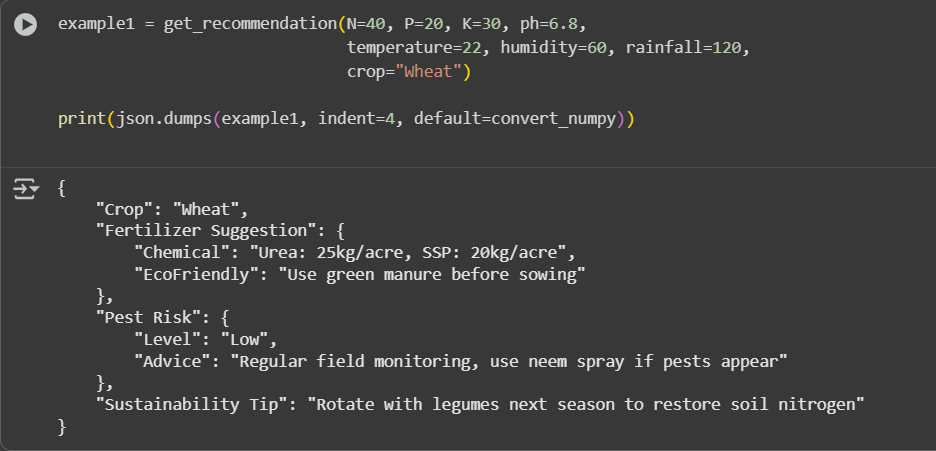 example1 = get_recommendation(N=40, P=20, K=30, ph=6.8,
                              temperature=22, humidity=60, rainfall=120,
                              crop="Wheat")
print(json.dumps(example1, indent=4, default=convert_numpy))
{
    "Crop": "Wheat",
    "Fertilizer Suggestion": {
        "Chemical": "Urea: 25kg/acre, SSP: 20kg/acre",
        "EcoFriendly": "Use green manure before sowing"
    },
    "Pest Risk": {
        "Level": "Low",
        "Advice": "Regular field monitoring, use neem spray if pests appear"
    },
    "Sustainability Tip": "Rotate with legumes next season to restore soil nitrogen"
}